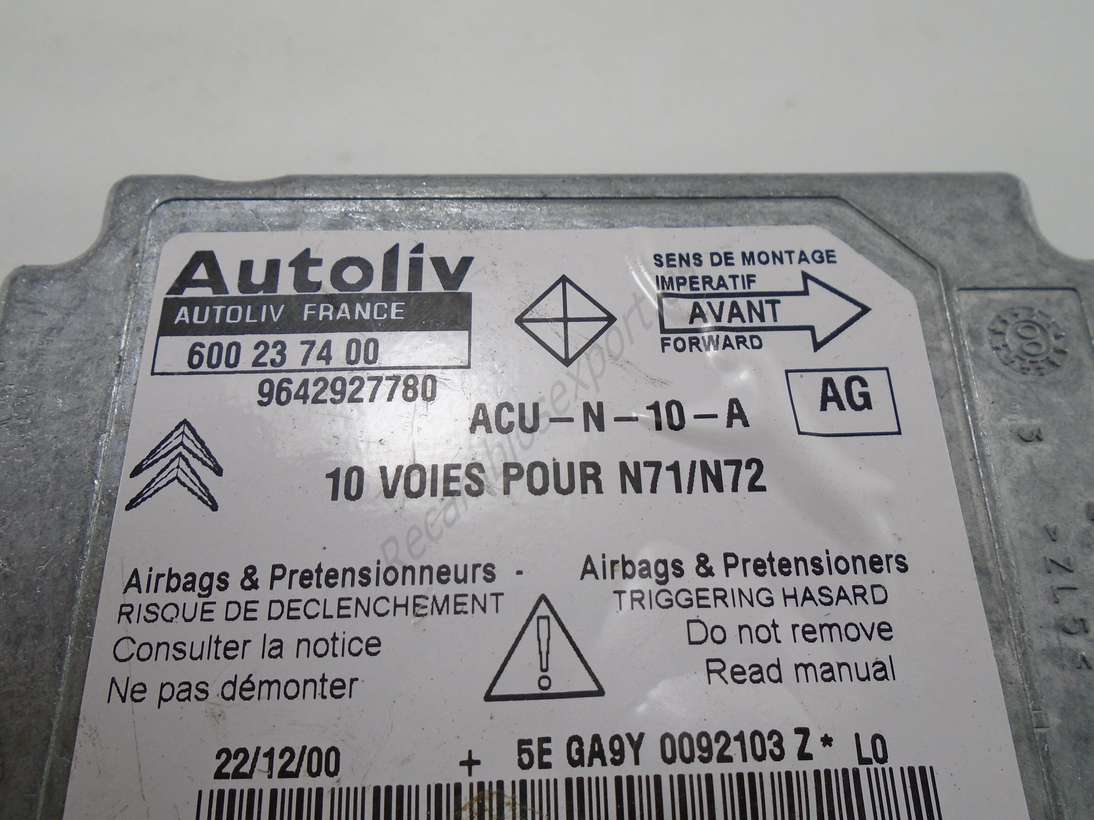 Autoliv
AUTOLIV FRANCE
600 23 74 00
9642927780
SENS DE MONTAGE
IMPERATIF
AVANT
FORWARD
AG
ACU-N-10-A
10 VOIES POUR N71/N72
Airbags & Pretensionneurs -
RISQUE DE DECLENCHEMENT
Consulter la notice
Ne pas démonter
Airbags & Pretensioners
TRIGGERING HASARD
Do not remove
Read manual
22/12/00 + 5E GA9Y 0092103 Z* L0